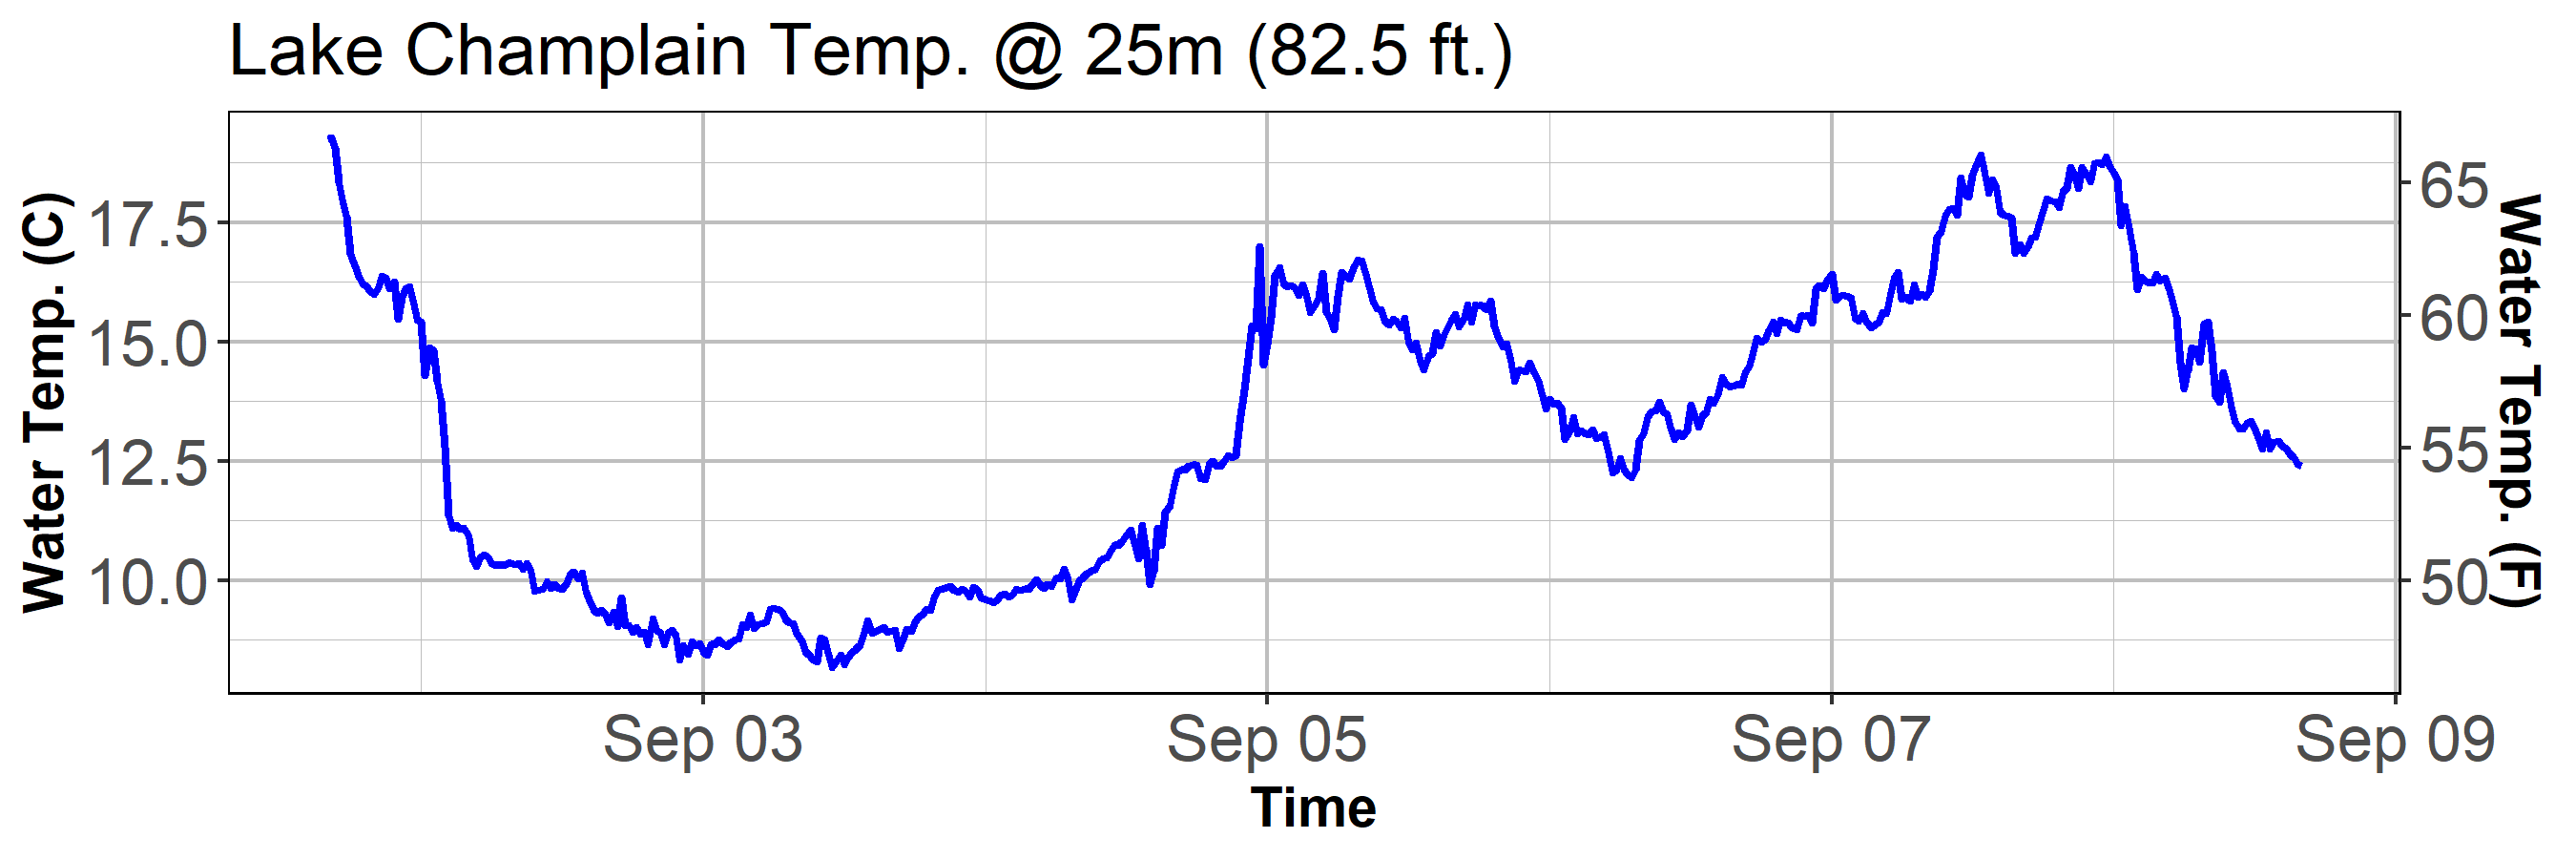 Lake Champlain Temp. @ 25m (82.5 ft.)
Water Temp. (C)
17.5
15.0
12.5
10.0
65
60
55
50
Water Temp. (F)
Sep 03 Sep 05 Sep 07 Sep 09
Time